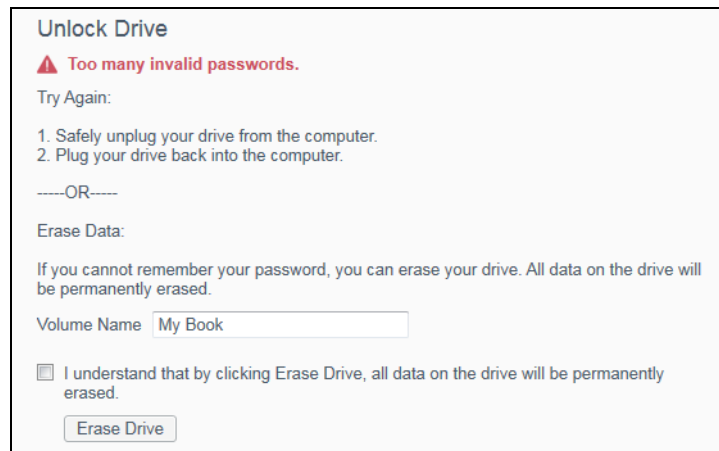 Unlock Drive
Too many invalid passwords.
Try Again:
1. Safely unplug your drive from the computer.
2. Plug your drive back into the computer.
-----OR-----
Erase Data:
If you cannot remember your password, you can erase your drive. All data on the drive will
be permanently erased.
Volume Name My Book
I understand that by clicking Erase Drive, all data on the drive will be permanently
erased.
Erase Drive